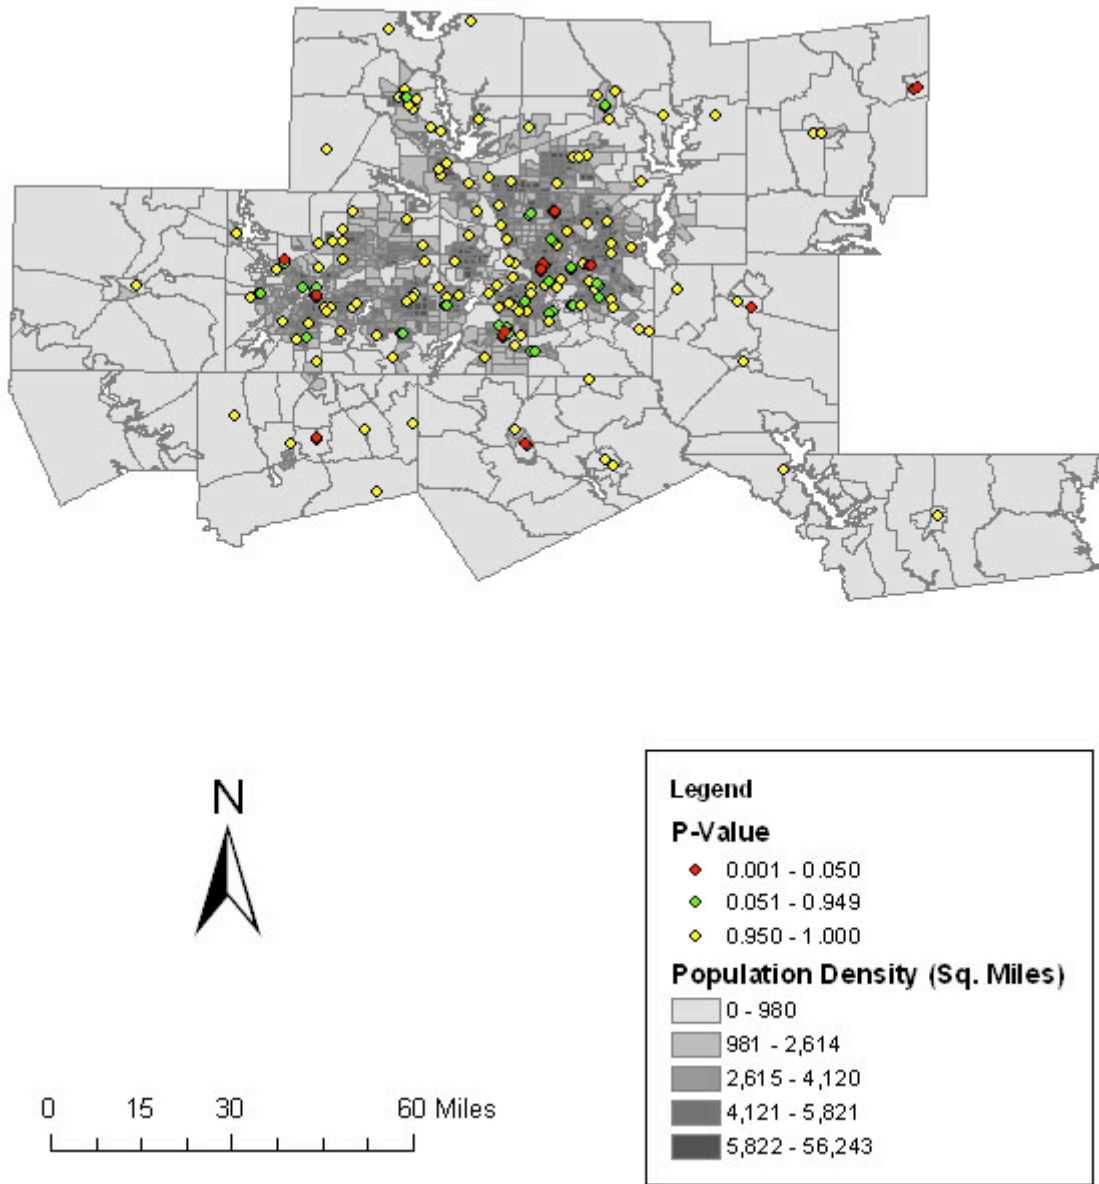 N
0 15 30 60 Miles
Legend
P-Value
0.001 - 0.050
0.051 - 0.949
0.950 - 1.000
Population Density (Sq. Miles)
0 - 980
981 - 2,614
2,615 - 4,120
4,121 - 5,821
5,822 - 56,243